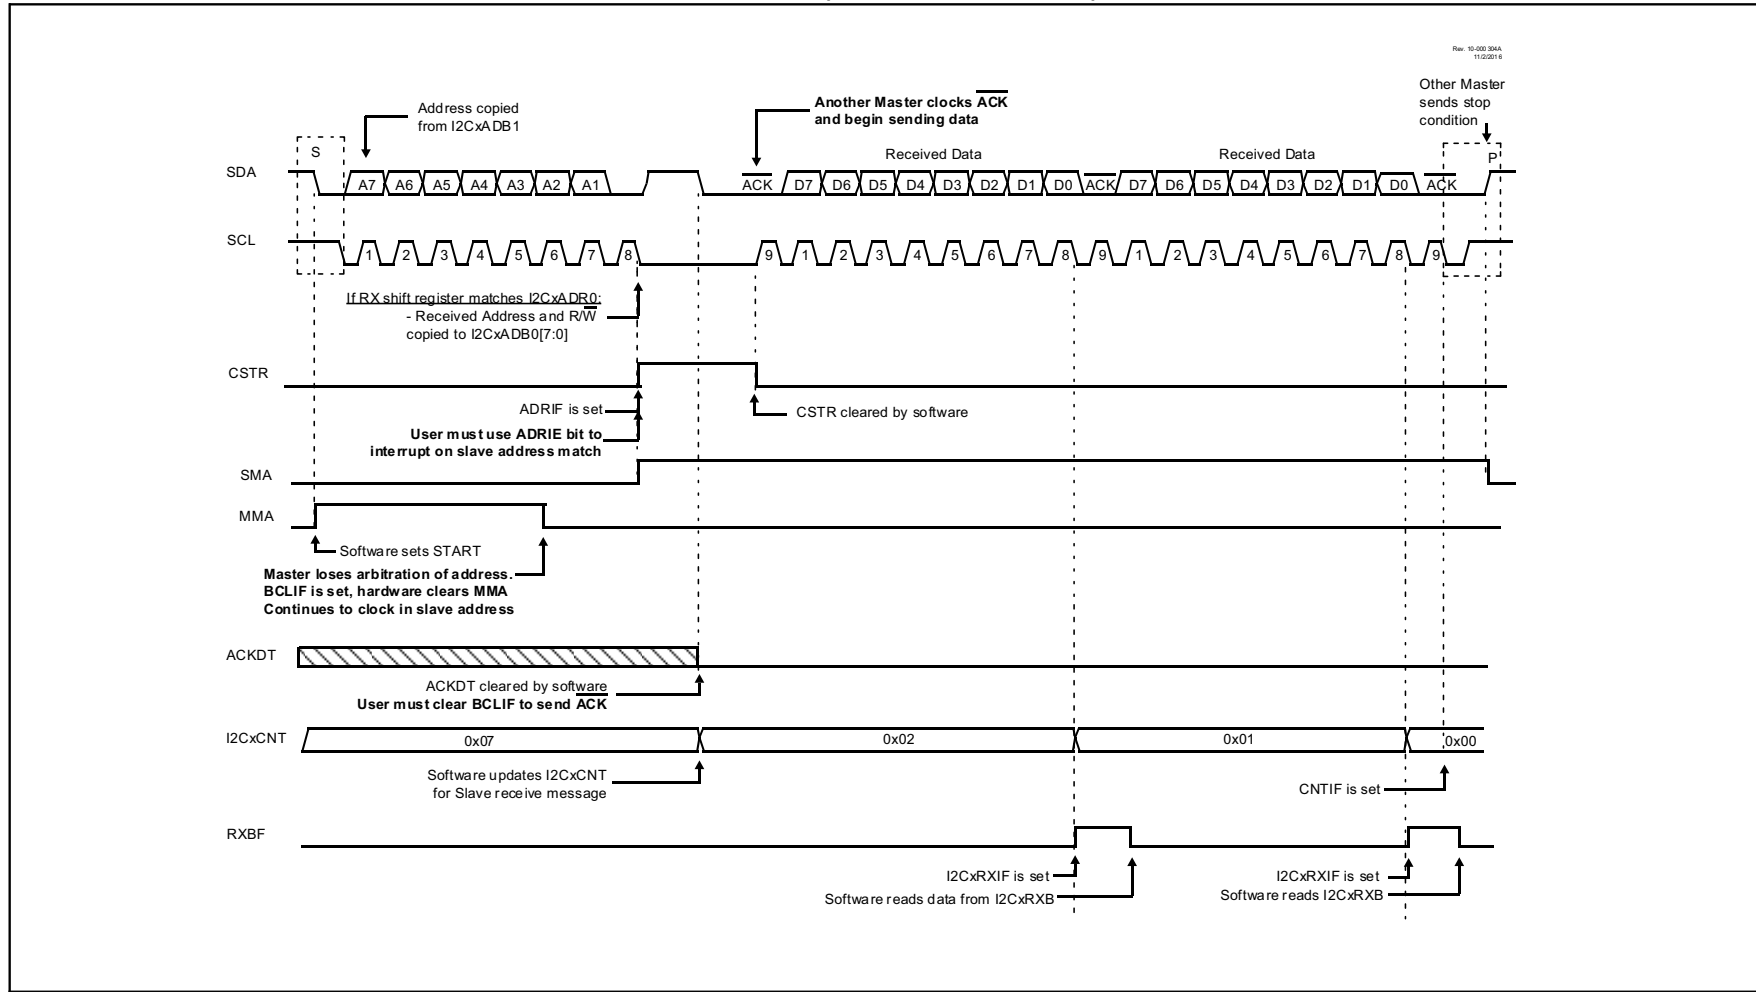 Rev. 10-000 304A
11/2/2016
Other Master
sends stop
condition
Address copied
from I2CxADB1
Another Master clocks ACK
and begin sending data
S
Received Data
Received Data
P
SDA
A7 A6 A5 A4 A3 A2 A1 ACK D7 D6 D5 D4 D3 D2 D1 D0 ACK D7 D6 D5 D4 D3 D2 D1 D0 ACK
SCL
1 2 3 4 5 6 7 8 9 1 2 3 4 5 6 7 8 9 1 2 3 4 5 6 7 8 9
If RX shift register matches I2CxADR0:
- Received Address and R/W
copied to I2CxADB0[7:0]
CSTR
ADRIF is set
CSTR cleared by software
User must use ADRIE bit to
interrupt on slave address match
SMA
MMA
Software sets START
Master loses arbitration of address.
BCLIF is set, hardware clears MMA
Continues to clock in slave address
ACKDT
ACKDT cleared by software
User must clear BCLIF to send ACK
I2CxCNT
0x07 0x02 0x01 0x00
Software updates I2CxCNT
for Slave receive message
CNTIF is set
RXBF
I2CxRXIF is set
Software reads data from I2CxRXB
I2CxRXIF is set
Software reads I2CxRXB